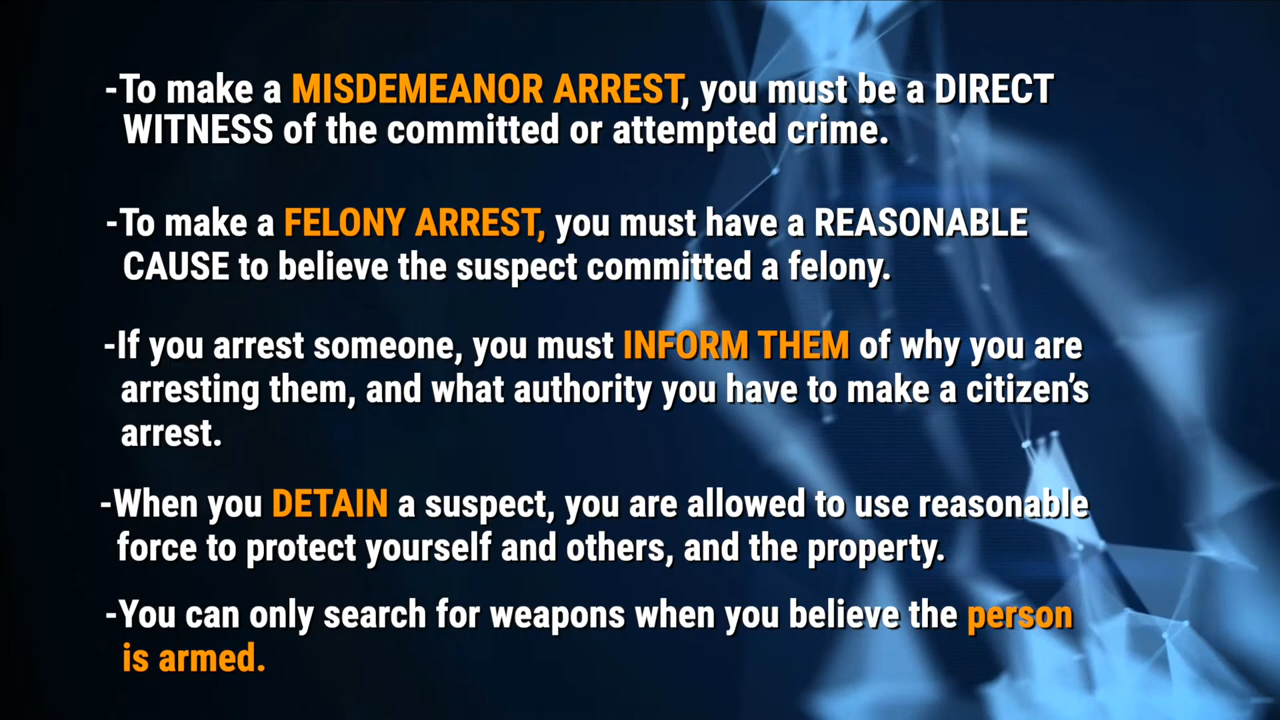 -To make a MISDEMEANOR ARREST, you must be a DIRECT
WITNESS of the committed or attempted crime.
-To make a FELONY ARREST, you must have a REASONABLE
CAUSE to believe the suspect committed a felony.
-If you arrest someone, you must INFORM THEM of why you are
arresting them, and what authority you have to make a citizen’s
arrest.
-When you DETAIN a suspect, you are allowed to use reasonable
force to protect yourself and others, and the property.
-You can only search for weapons when you believe the person
is armed.